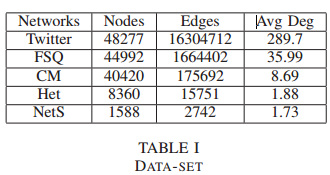 Networks Nodes Edges Avg Deg
Twitter 48277 16304712 289.7
FSQ 44992 1664402 35.99
CM 40420 175692 8.69
Het 8360 15751 1.88
NetS 1588 2742 1.73
TABLE I
DATA-SET